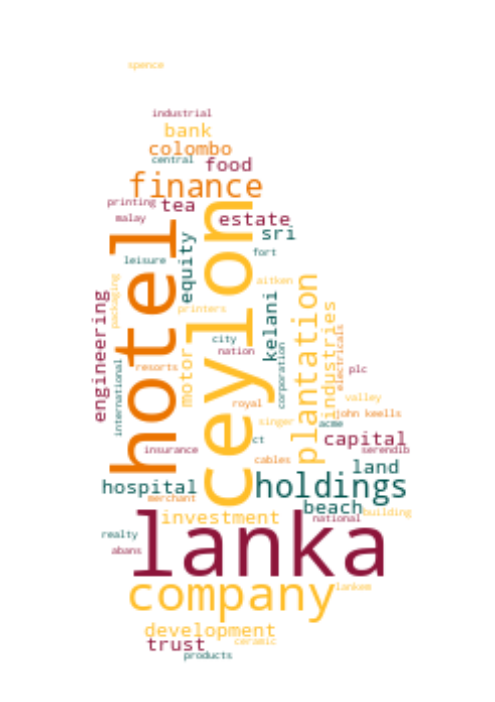 spence
industrial
bank
colombo
central
food
finance
printing
tea
malay
estate
sri
hotel
ceylon
equity
fort
leisure
aitken
packaging
plantation
engineering
kelani
industries
printers
electricals
city
nation
motor
corporation
international
resorts
plc
valley
royal
john keells
singer
acme
ct
capital
insurance
serendib
cables
land
hospital
holdings
merchant
beach
building
investment
national
lanka
realty
abans
company
lankem
development
trust
ceramic
products